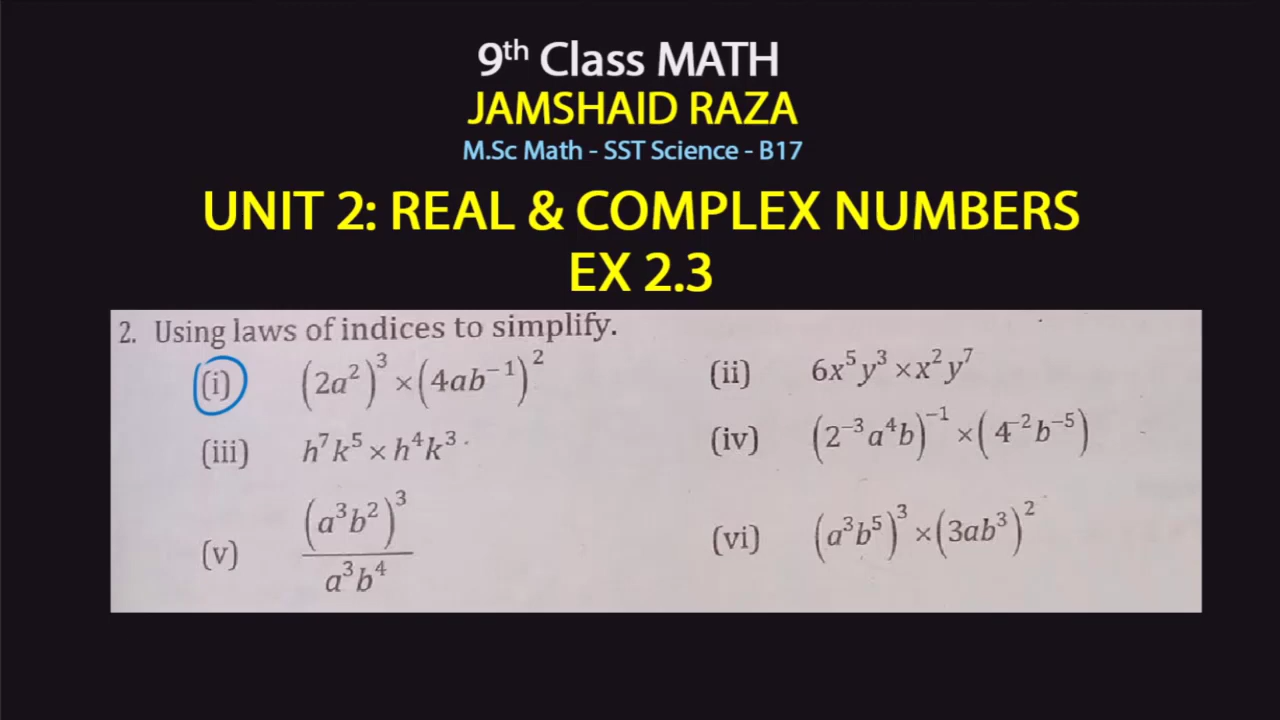 9th Class MATH
JAMSHAID RAZA
M.Sc Math - SST Science - B17
UNIT 2: REAL & COMPLEX NUMBERS
EX 2.3
2. Using laws of indices to simplify.
(i) (2a²)³ × (4ab⁻¹)² (ii) 6x⁵y³ × x²y⁷
(iii) h⁷k⁵ × h⁴k³ (iv) (2⁻³a⁴b)⁻¹ × (4⁻²b⁻⁵)
(v) (a³b²)³ / a³b⁴ (vi) (a³b⁵)³ × (3ab³)²